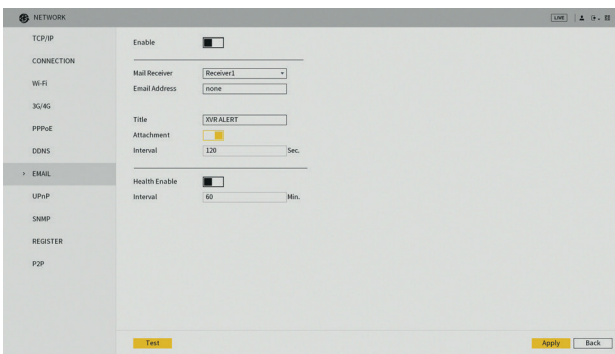 NETWORK
LIVE
TCP/IP
CONNECTION
Wi-Fi
3G/4G
PPPoE
DDNS
EMAIL
UPnP
SNMP
REGISTER
P2P
Enable
Mail Receiver Receiver1
Email Address none
Title XVR ALERT
Attachment
Interval 120 Sec.
Health Enable
Interval 60 Min.
Test Apply Back